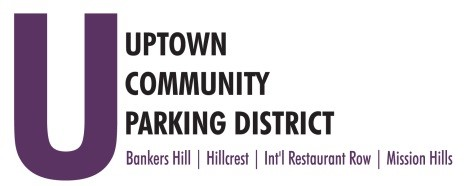 U UPTOWN
COMMUNITY
PARKING DISTRICT
Bankers Hill | Hillcrest | Int'l Restaurant Row | Mission Hills